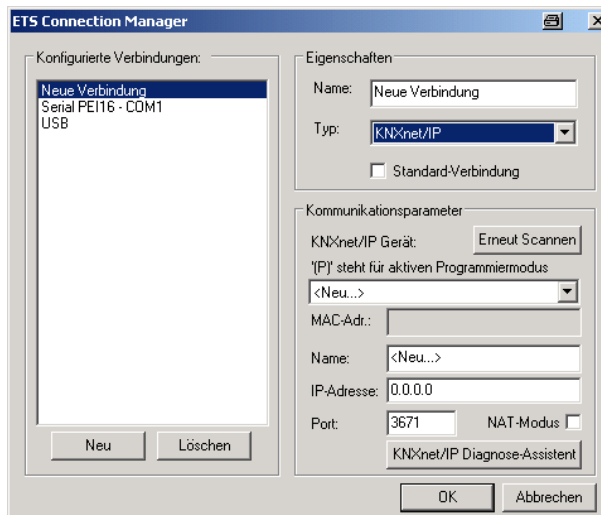 ETS Connection Manager
Konfigurierte Verbindungen:
Neue Verbindung
Serial PEI16 - COM1
USB
Neu
Löschen
Eigenschaften
Name:
Neue Verbindung
Typ:
KNXnet/IP
Standard-Verbindung
Kommunikationsparameter
KNXnet/IP Gerät:
Erneut Scannen
'(P)' steht für aktiven Programmiermodus
<Neu...>
MAC-Adr.:
Name:
<Neu...>
IP-Adresse:
0.0.0.0
Port:
3671
NAT-Modus
KNXnet/IP Diagnose-Assistent
OK
Abbrechen